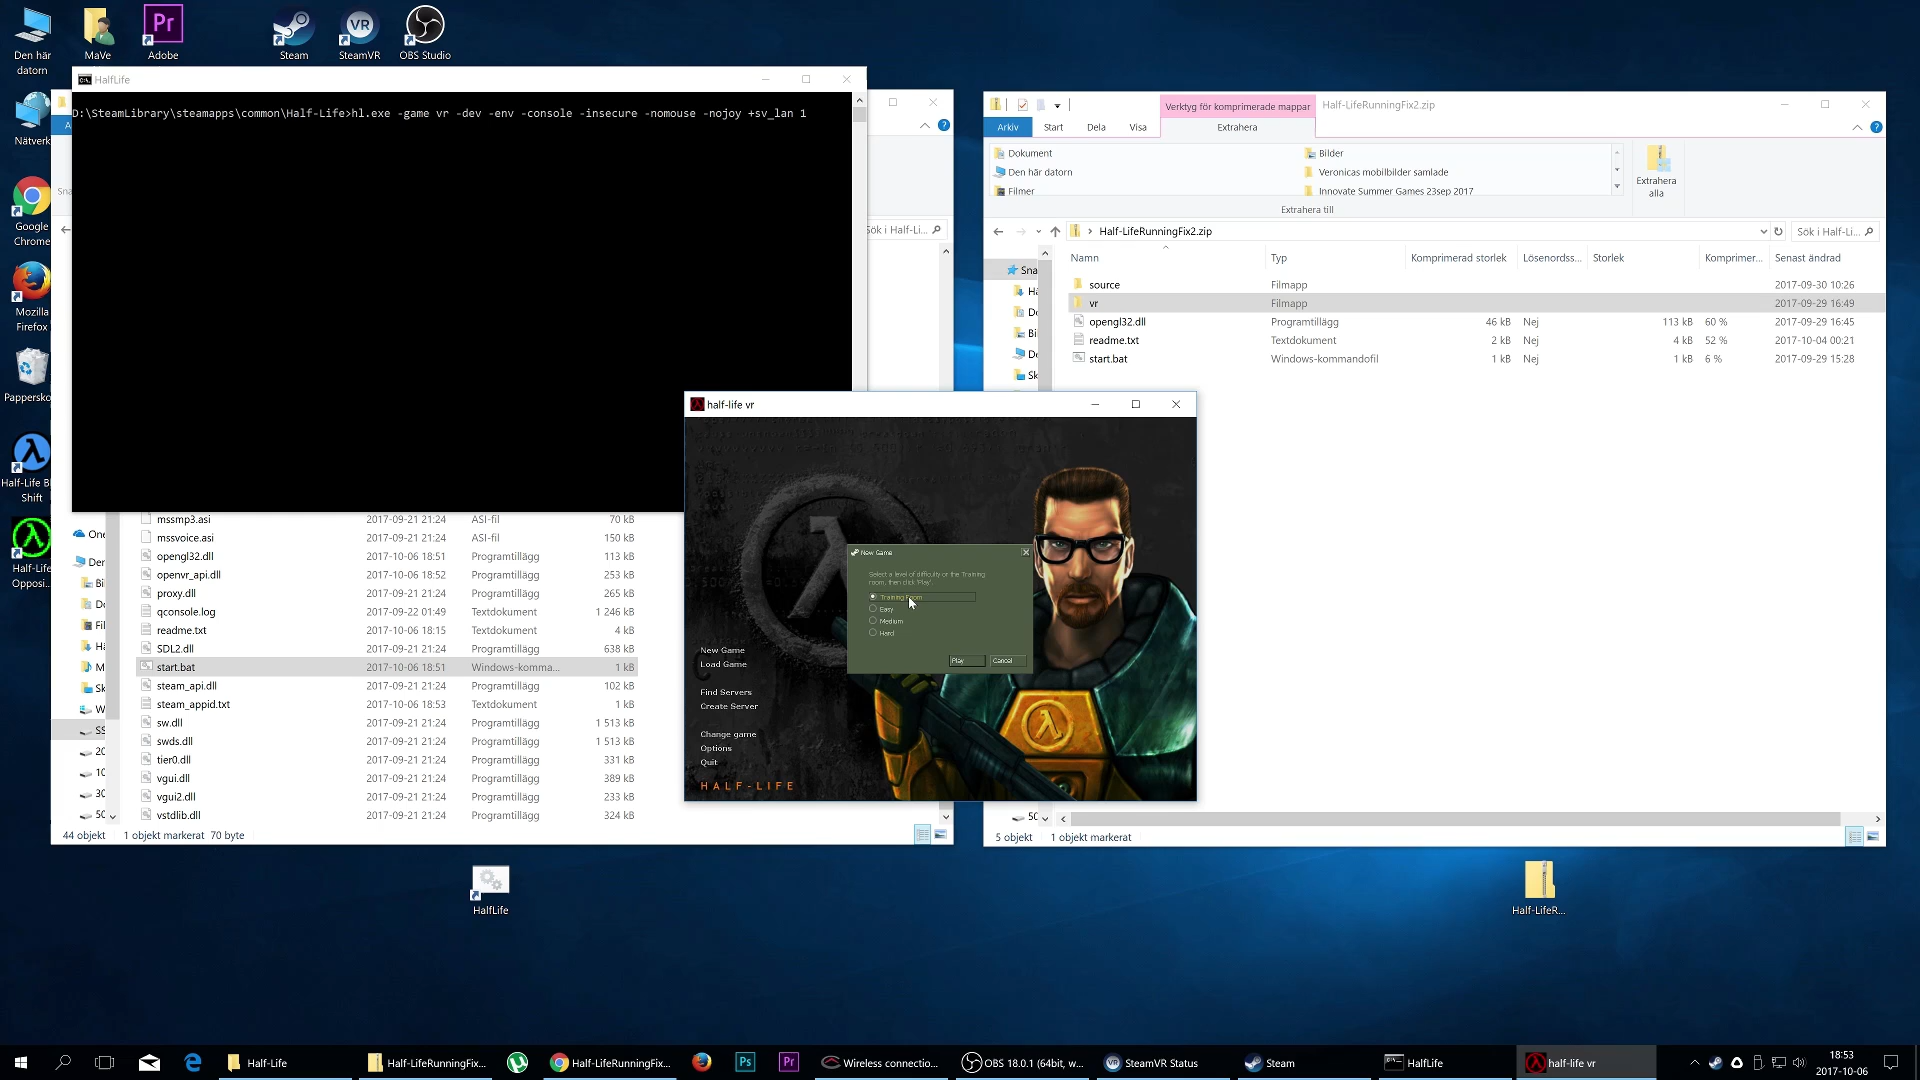 Den här
datorn
MaVe
Adobe
Steam
SteamVR
OBS Studio
Nätverk
Google
Chrome
Mozilla
Firefox
Half-Life Bl
Shift
Half-Life
Opposi...
HalfLife
D:\SteamLibrary\steamapps\common\Half-Life>hl.exe -game vr -dev -env -console -insecure -nomouse -nojoy +sv_lan 1
Sök i Half-Li...
mssmp3.asi 2017-09-21 21:24 ASI-fil 70 kB
mssvoice.asi 2017-09-21 21:24 ASI-fil 150 kB
opengl32.dll 2017-10-06 18:51 Programtillägg 113 kB
openvr_api.dll 2017-10-06 18:52 Programtillägg 253 kB
proxy.dll 2017-09-21 21:24 Programtillägg 265 kB
qconsole.log 2017-09-22 01:49 Textdokument 1 246 kB
readme.txt 2017-10-06 18:15 Textdokument 4 kB
SDL2.dll 2017-09-21 21:24 Programtillägg 638 kB
start.bat 2017-10-06 18:51 Windows-komma... 1 kB
steam_api.dll 2017-09-21 21:24 Programtillägg 102 kB
steam_appid.txt 2017-10-06 18:53 Textdokument 1 kB
sw.dll 2017-09-21 21:24 Programtillägg 1 513 kB
swds.dll 2017-09-21 21:24 Programtillägg 1 513 kB
tier0.dll 2017-09-21 21:24 Programtillägg 331 kB
vgui.dll 2017-09-21 21:24 Programtillägg 389 kB
vgui2.dll 2017-09-21 21:24 Programtillägg 233 kB
vstdlib.dll 2017-09-21 21:24 Programtillägg 324 kB
44 objekt 1 objekt markerat 70 byte
Verktyg för komprimerade mappar Half-LifeRunningFix2.zip
Arkiv Start Dela Visa Extrahera
Dokument Bilder
Den här datorn Veronicas mobilbilder samlade
Filmer Innovate Summer Games 23sep 2017
Extrahera till
Extrahera
alla
Half-LifeRunningFix2.zip
Sök i Half-Li...
Namn Typ Komprimerad storlek Lösenordss... Storlek Komprimer... Senast ändrad
source Filmapp 2017-09-30 10:26
vr Filmapp 2017-09-29 16:49
opengl32.dll Programtillägg 46 kB Nej 113 kB 60 % 2017-09-29 16:45
readme.txt Textdokument 2 kB Nej 4 kB 52 % 2017-10-04 00:21
start.bat Windows-kommandofil 1 kB Nej 1 kB 6 % 2017-09-29 15:28
5 objekt 1 objekt markerat
half-life vr
New Game
Select a level of difficulty or the Training
room, then click 'Play'.
Training Room
Easy
Medium
Hard
Play Cancel
New Game
Load Game
Find Servers
Create Server
Change game
Options
Quit
HALF-LIFE
HalfLife
Half-LifeR...
Half-Life
Half-LifeRunningFix...
Half-LifeRunningFix...
Wireless connectio...
OBS 18.0.1 (64bit, w...
SteamVR Status
Steam
HalfLife
half-life vr
18:53
2017-10-06